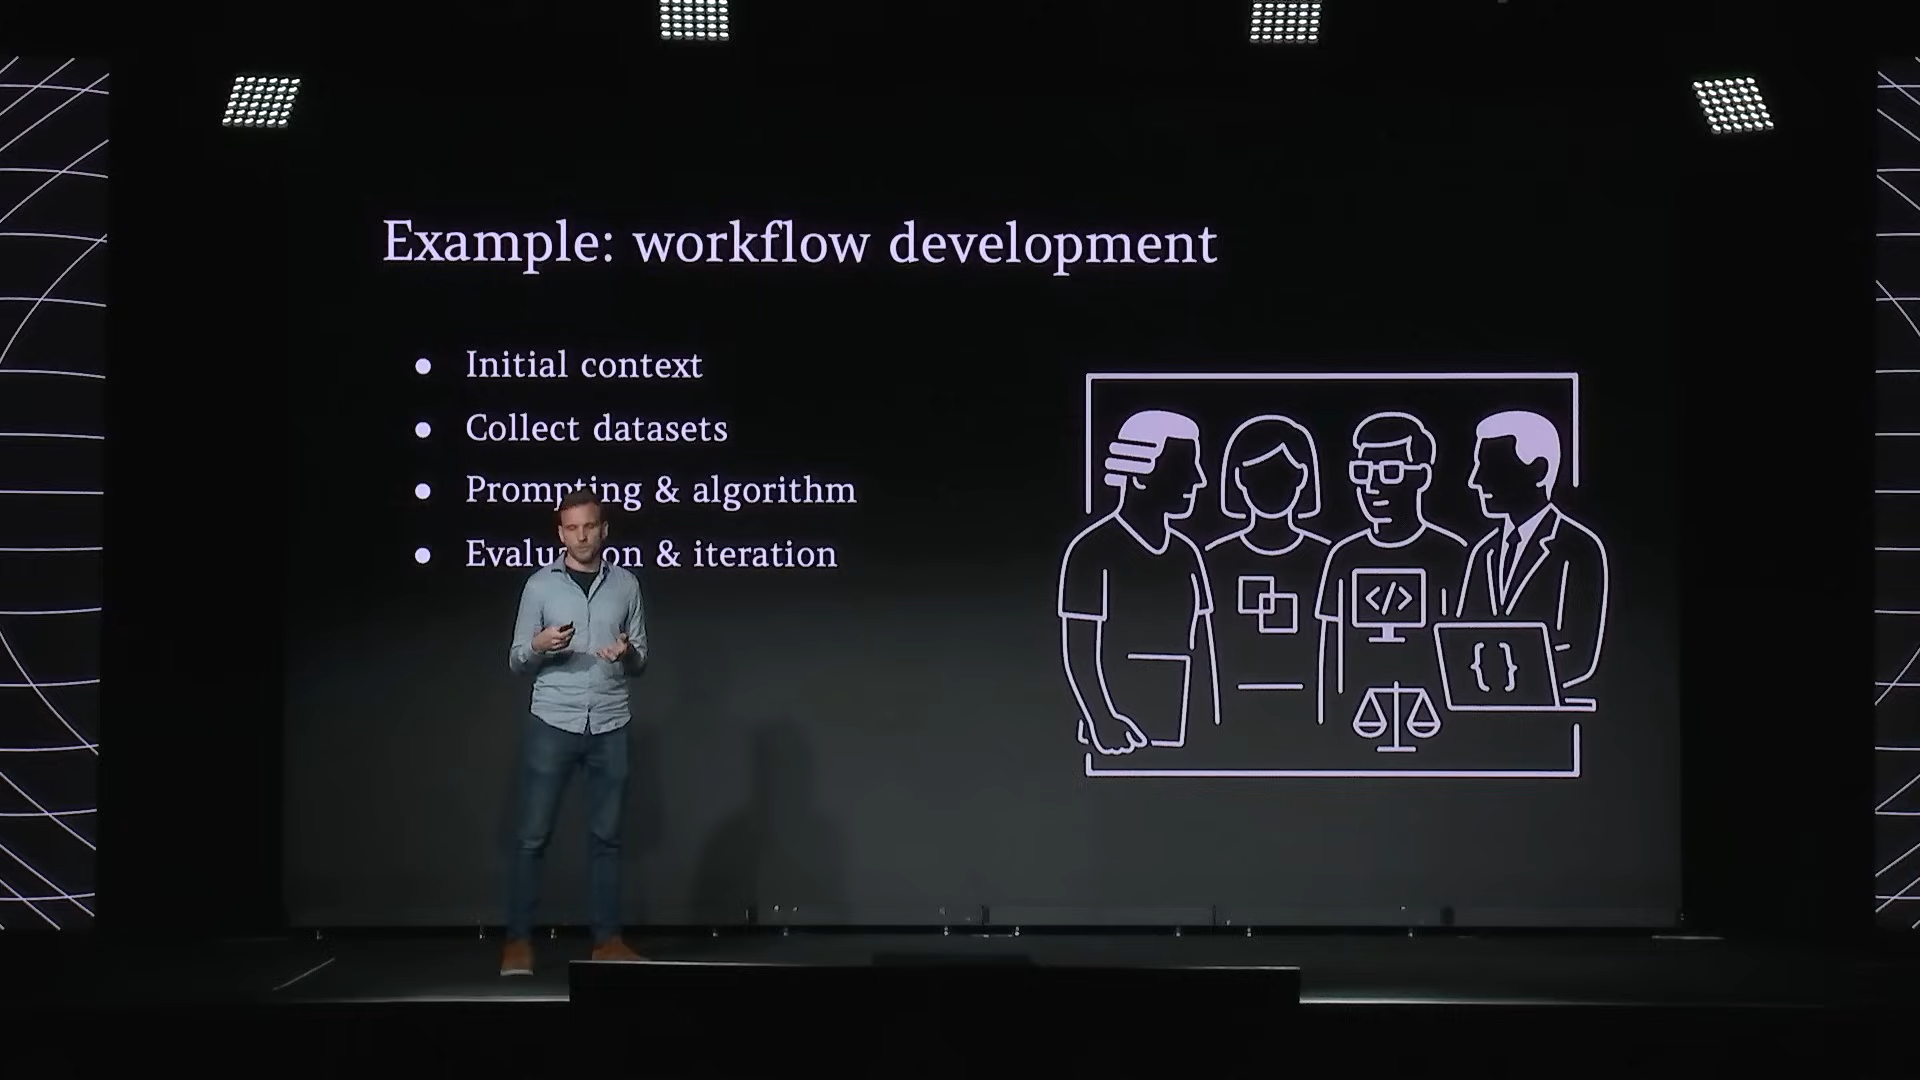 Example: workflow development
● Initial context
● Collect datasets
● Prompting & algorithm
● & iteration
</>
{}